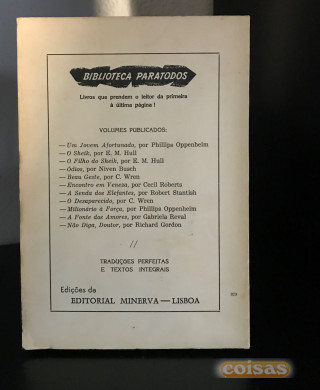 BIBLIOTECA PARATODOS
Livros que prendem o leitor da primeira
à última página!
VOLUMES PUBLICADOS:
— Um Jovem Afortunado, por Phillips Oppenheim
— O Sheik, por E. M. Hull
— O Filho do Sheik, por E. M. Hull
— Ódios, por Niven Busch
— Beau Geste, por C. Wren
— Encontro em Veneza, por Cecil Roberts
— A Senda dos Elefantes, por Robert Standish
— O Desaparecido, por C. Wren
— Milionário à Força, por Phillips Oppenheim
— A Fonte dos Amores, por Gabriela Reval
— Não Diga, Doutor, por Richard Gordon
//
TRADUÇÕES PERFEITAS
E TEXTOS INTEGRAIS
Edições da
EDITORIAL MINERVA — LISBOA
coisas